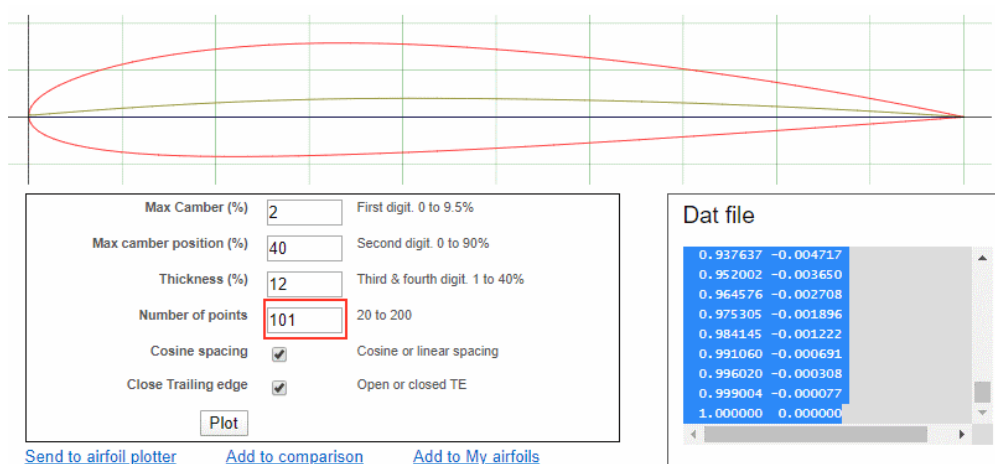 Max Camber (%) 2 First digit. 0 to 9.5%
Max camber position (%) 40 Second digit. 0 to 90%
Thickness (%) 12 Third & fourth digit. 1 to 40%
Number of points 101 20 to 200
Cosine spacing Cosine or linear spacing
Close Trailing edge Open or closed TE
Plot
Send to airfoil plotter Add to comparison Add to My airfoils
Dat file
0.937637 -0.004717
0.952002 -0.003650
0.964576 -0.002708
0.975305 -0.001896
0.984145 -0.001222
0.991060 -0.000691
0.996020 -0.000308
0.999004 -0.000077
1.000000 0.000000